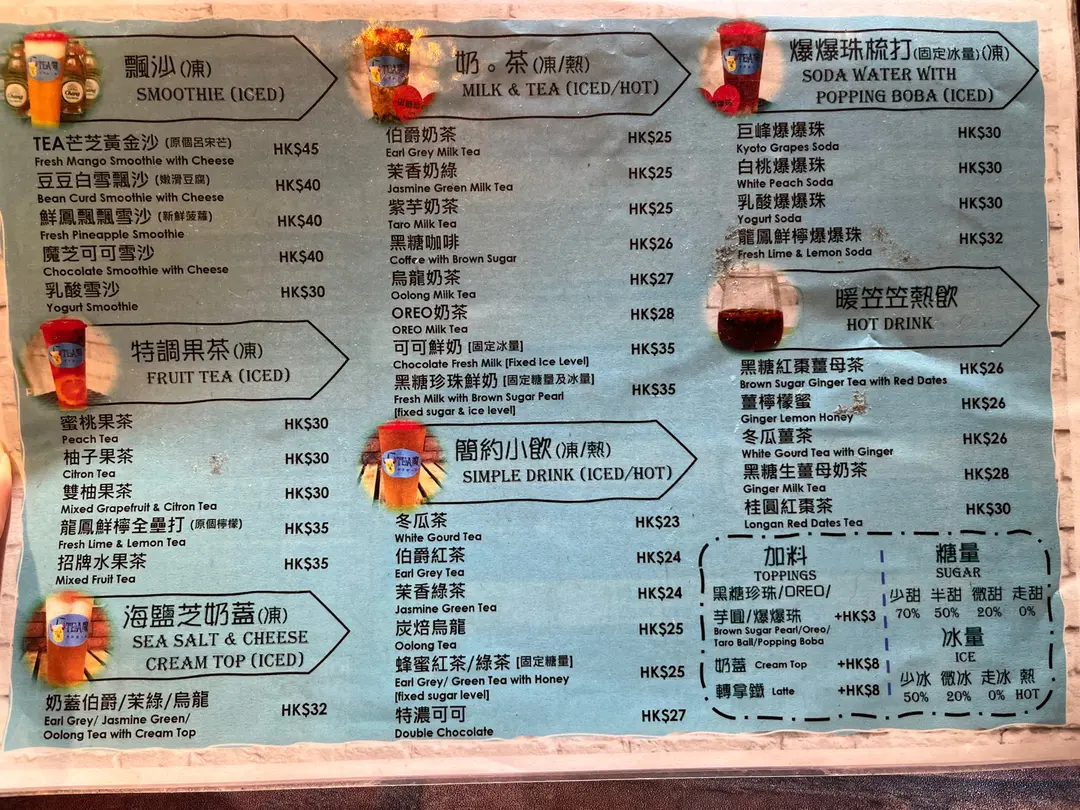 飄沙(凍)
SMOOTHIE (ICED)
TEA芒芝黃金沙 (原個呂宋芒) HK$45
Fresh Mango Smoothie with Cheese
豆豆白雪飄沙 (嫩滑豆腐) HK$40
Bean Curd Smoothie with Cheese
鮮鳳飄飄雪沙 (新鮮菠蘿) HK$40
Fresh Pineapple Smoothie
魔芝可可雪沙 HK$40
Chocolate Smoothie with Cheese
乳酸雪沙 HK$30
Yogurt Smoothie
特調果茶(凍)
FRUIT TEA (ICED)
蜜桃果茶 HK$30
Peach Tea
柚子果茶 HK$30
Citron Tea
雙柚果茶 HK$30
Mixed Grapefruit & Citron Tea
龍鳳鮮檸全壘打 (原個檸檬) HK$35
Fresh Lime & Lemon Tea
招牌水果茶 HK$35
Mixed Fruit Tea
海鹽芝奶蓋(凍)
SEA SALT & CHEESE
CREAM TOP (ICED)
奶蓋伯爵/茉綠/烏龍 HK$32
Earl Grey/ Jasmine Green/
Oolong Tea with Cream Top
奶。茶(凍/熱)
MILK & TEA (ICED/HOT)
伯爵奶茶 HK$25
Earl Grey Milk Tea
茉香奶綠 HK$25
Jasmine Green Milk Tea
紫芋奶茶 HK$25
Taro Milk Tea
黑糖咖啡 HK$26
Coffee with Brown Sugar
烏龍奶茶 HK$27
Oolong Milk Tea
OREO奶茶 HK$28
OREO Milk Tea
可可鮮奶 [固定冰量] HK$35
Chocolate Fresh Milk [Fixed Ice Level]
黑糖珍珠鮮奶 [固定糖量及冰量] HK$35
Fresh Milk with Brown Sugar Pearl
[fixed sugar & ice level]
簡約小飲(凍/熱)
SIMPLE DRINK (ICED/HOT)
冬瓜茶 HK$23
White Gourd Tea
伯爵紅茶 HK$24
Earl Grey Tea
茉香綠茶 HK$24
Jasmine Green Tea
炭焙烏龍 HK$25
Oolong Tea
蜂蜜紅茶/綠茶 [固定糖量] HK$25
Earl Grey/ Green Tea with Honey
[fixed sugar level]
特濃可可 HK$27
Double Chocolate
爆爆珠梳打(固定冰量)(凍)
SODA WATER WITH
POPPING BOBA (ICED)
巨峰爆爆珠 HK$30
Kyoto Grapes Soda
白桃爆爆珠 HK$30
White Peach Soda
乳酸爆爆珠 HK$30
Yogurt Soda
龍鳳鮮檸爆爆珠 HK$32
Fresh Lime & Lemon Soda
暖笠笠熱飲
HOT DRINK
黑糖紅棗薑母茶 HK$26
Brown Sugar Ginger Tea with Red Dates
薑檸檬蜜 HK$26
Ginger Lemon Honey
冬瓜薑茶 HK$26
White Gourd Tea with Ginger
黑糖生薑母奶茶 HK$28
Ginger Milk Tea
桂圓紅棗茶 HK$30
Longan Red Dates Tea
加料
TOPPINGS
黑糖珍珠/OREO/
芋圓/爆爆珠 +HK$3
Brown Sugar Pearl/Oreo/
Taro Ball/Popping Boba
奶蓋 Cream Top +HK$8
轉拿鐵 Latte +HK$8
糖量
SUGAR
少甜 半甜 微甜 走甜
70% 50% 20% 0%
冰量
ICE
少冰 微冰 走冰 熱
50% 20% 0% HOT